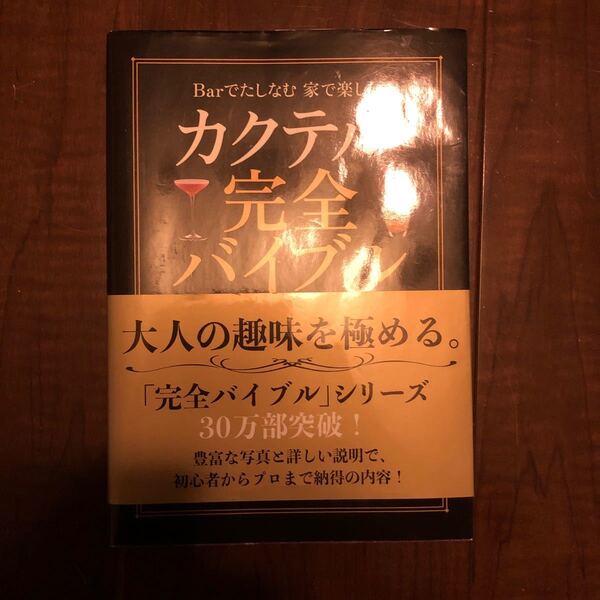 Barでたしなむ 家で楽し
カクテル
完全
バイブル
大人の趣味を極める。
「完全バイブル」シリーズ
30万部突破！
豊富な写真と詳しい説明で、
初心者からプロまで納得の内容！